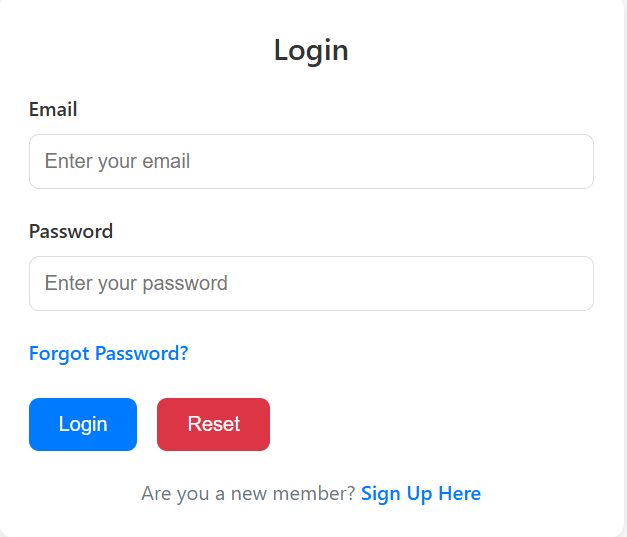 Login
Email
Enter your email
Password
Enter your password
Forgot Password?
Login Reset
Are you a new member? Sign Up Here